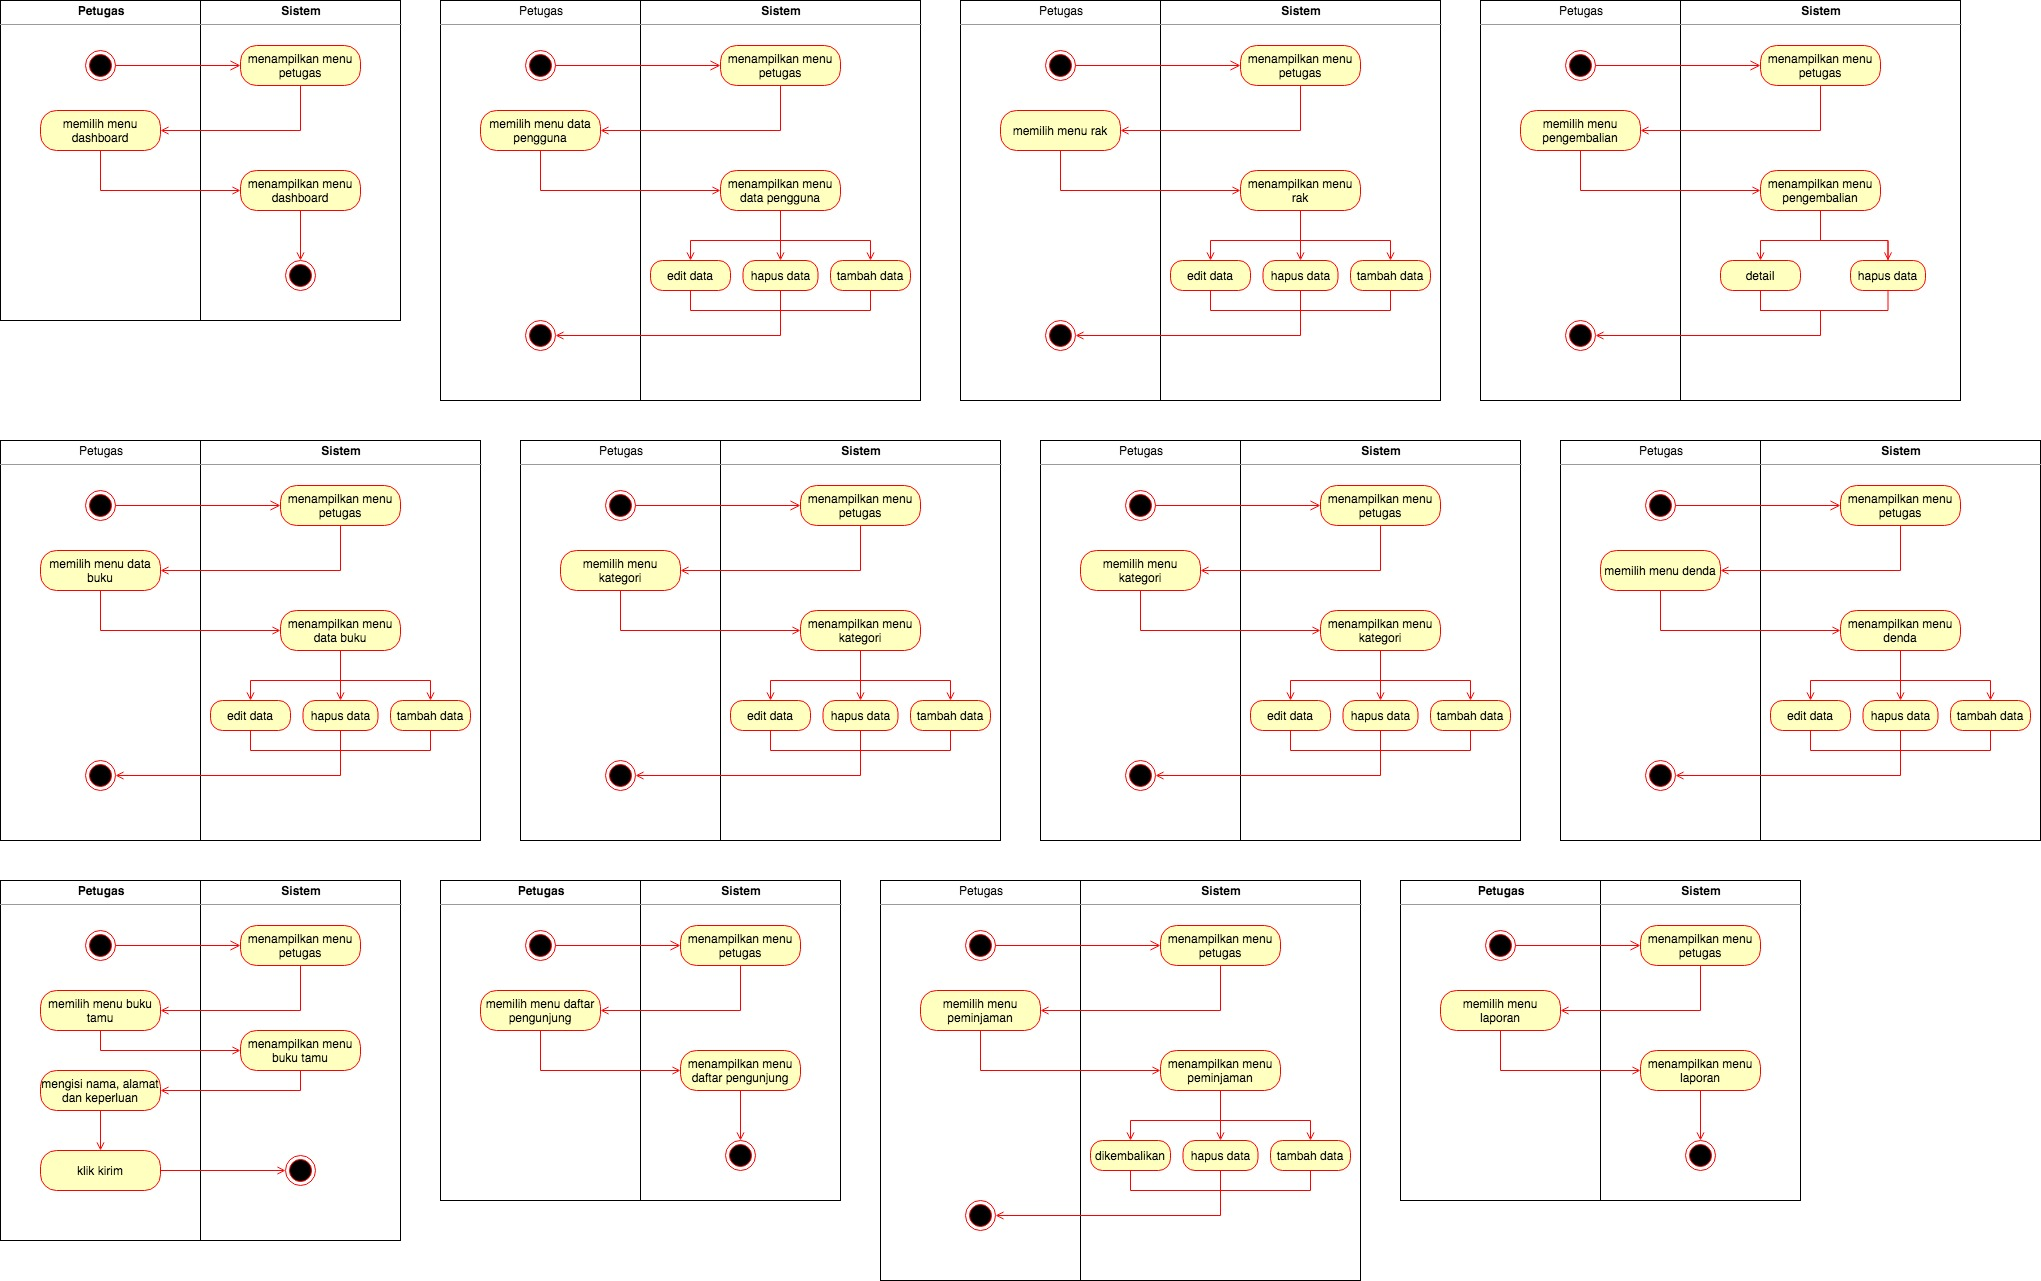 Petugas
Sistem
menampilkan menu
petugas
memilih menu
dashboard
menampilkan menu
dashboard
Petugas
Sistem
menampilkan menu
petugas
memilih menu data
pengguna
menampilkan menu
data pengguna
edit data
hapus data
tambah data
Petugas
Sistem
menampilkan menu
petugas
memilih menu rak
menampilkan menu
rak
edit data
hapus data
tambah data
Petugas
Sistem
menampilkan menu
petugas
memilih menu
pengembalian
menampilkan menu
pengembalian
detail
hapus data
Petugas
Sistem
menampilkan menu
petugas
memilih menu data
buku
menampilkan menu
data buku
edit data
hapus data
tambah data
Petugas
Sistem
menampilkan menu
petugas
memilih menu
kategori
menampilkan menu
kategori
edit data
hapus data
tambah data
Petugas
Sistem
menampilkan menu
petugas
memilih menu
kategori
menampilkan menu
kategori
edit data
hapus data
tambah data
Petugas
Sistem
menampilkan menu
petugas
memilih menu denda
menampilkan menu
denda
edit data
hapus data
tambah data
Petugas
Sistem
menampilkan menu
petugas
memilih menu buku
tamu
menampilkan menu
buku tamu
mengisi nama, alamat
dan keperluan
klik kirim
Petugas
Sistem
menampilkan menu
petugas
memilih menu daftar
pengunjung
menampilkan menu
daftar pengunjung
Petugas
Sistem
menampilkan menu
petugas
memilih menu
peminjaman
menampilkan menu
peminjaman
dikembalikan
hapus data
tambah data
Petugas
Sistem
menampilkan menu
petugas
memilih menu
laporan
menampilkan menu
laporan